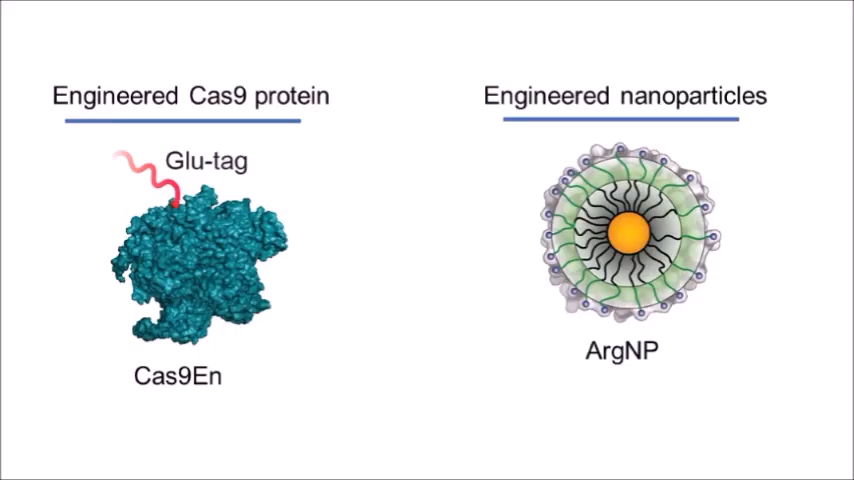 Engineered Cas9 protein
Glu-tag
Cas9En
Engineered nanoparticles
ArgNP